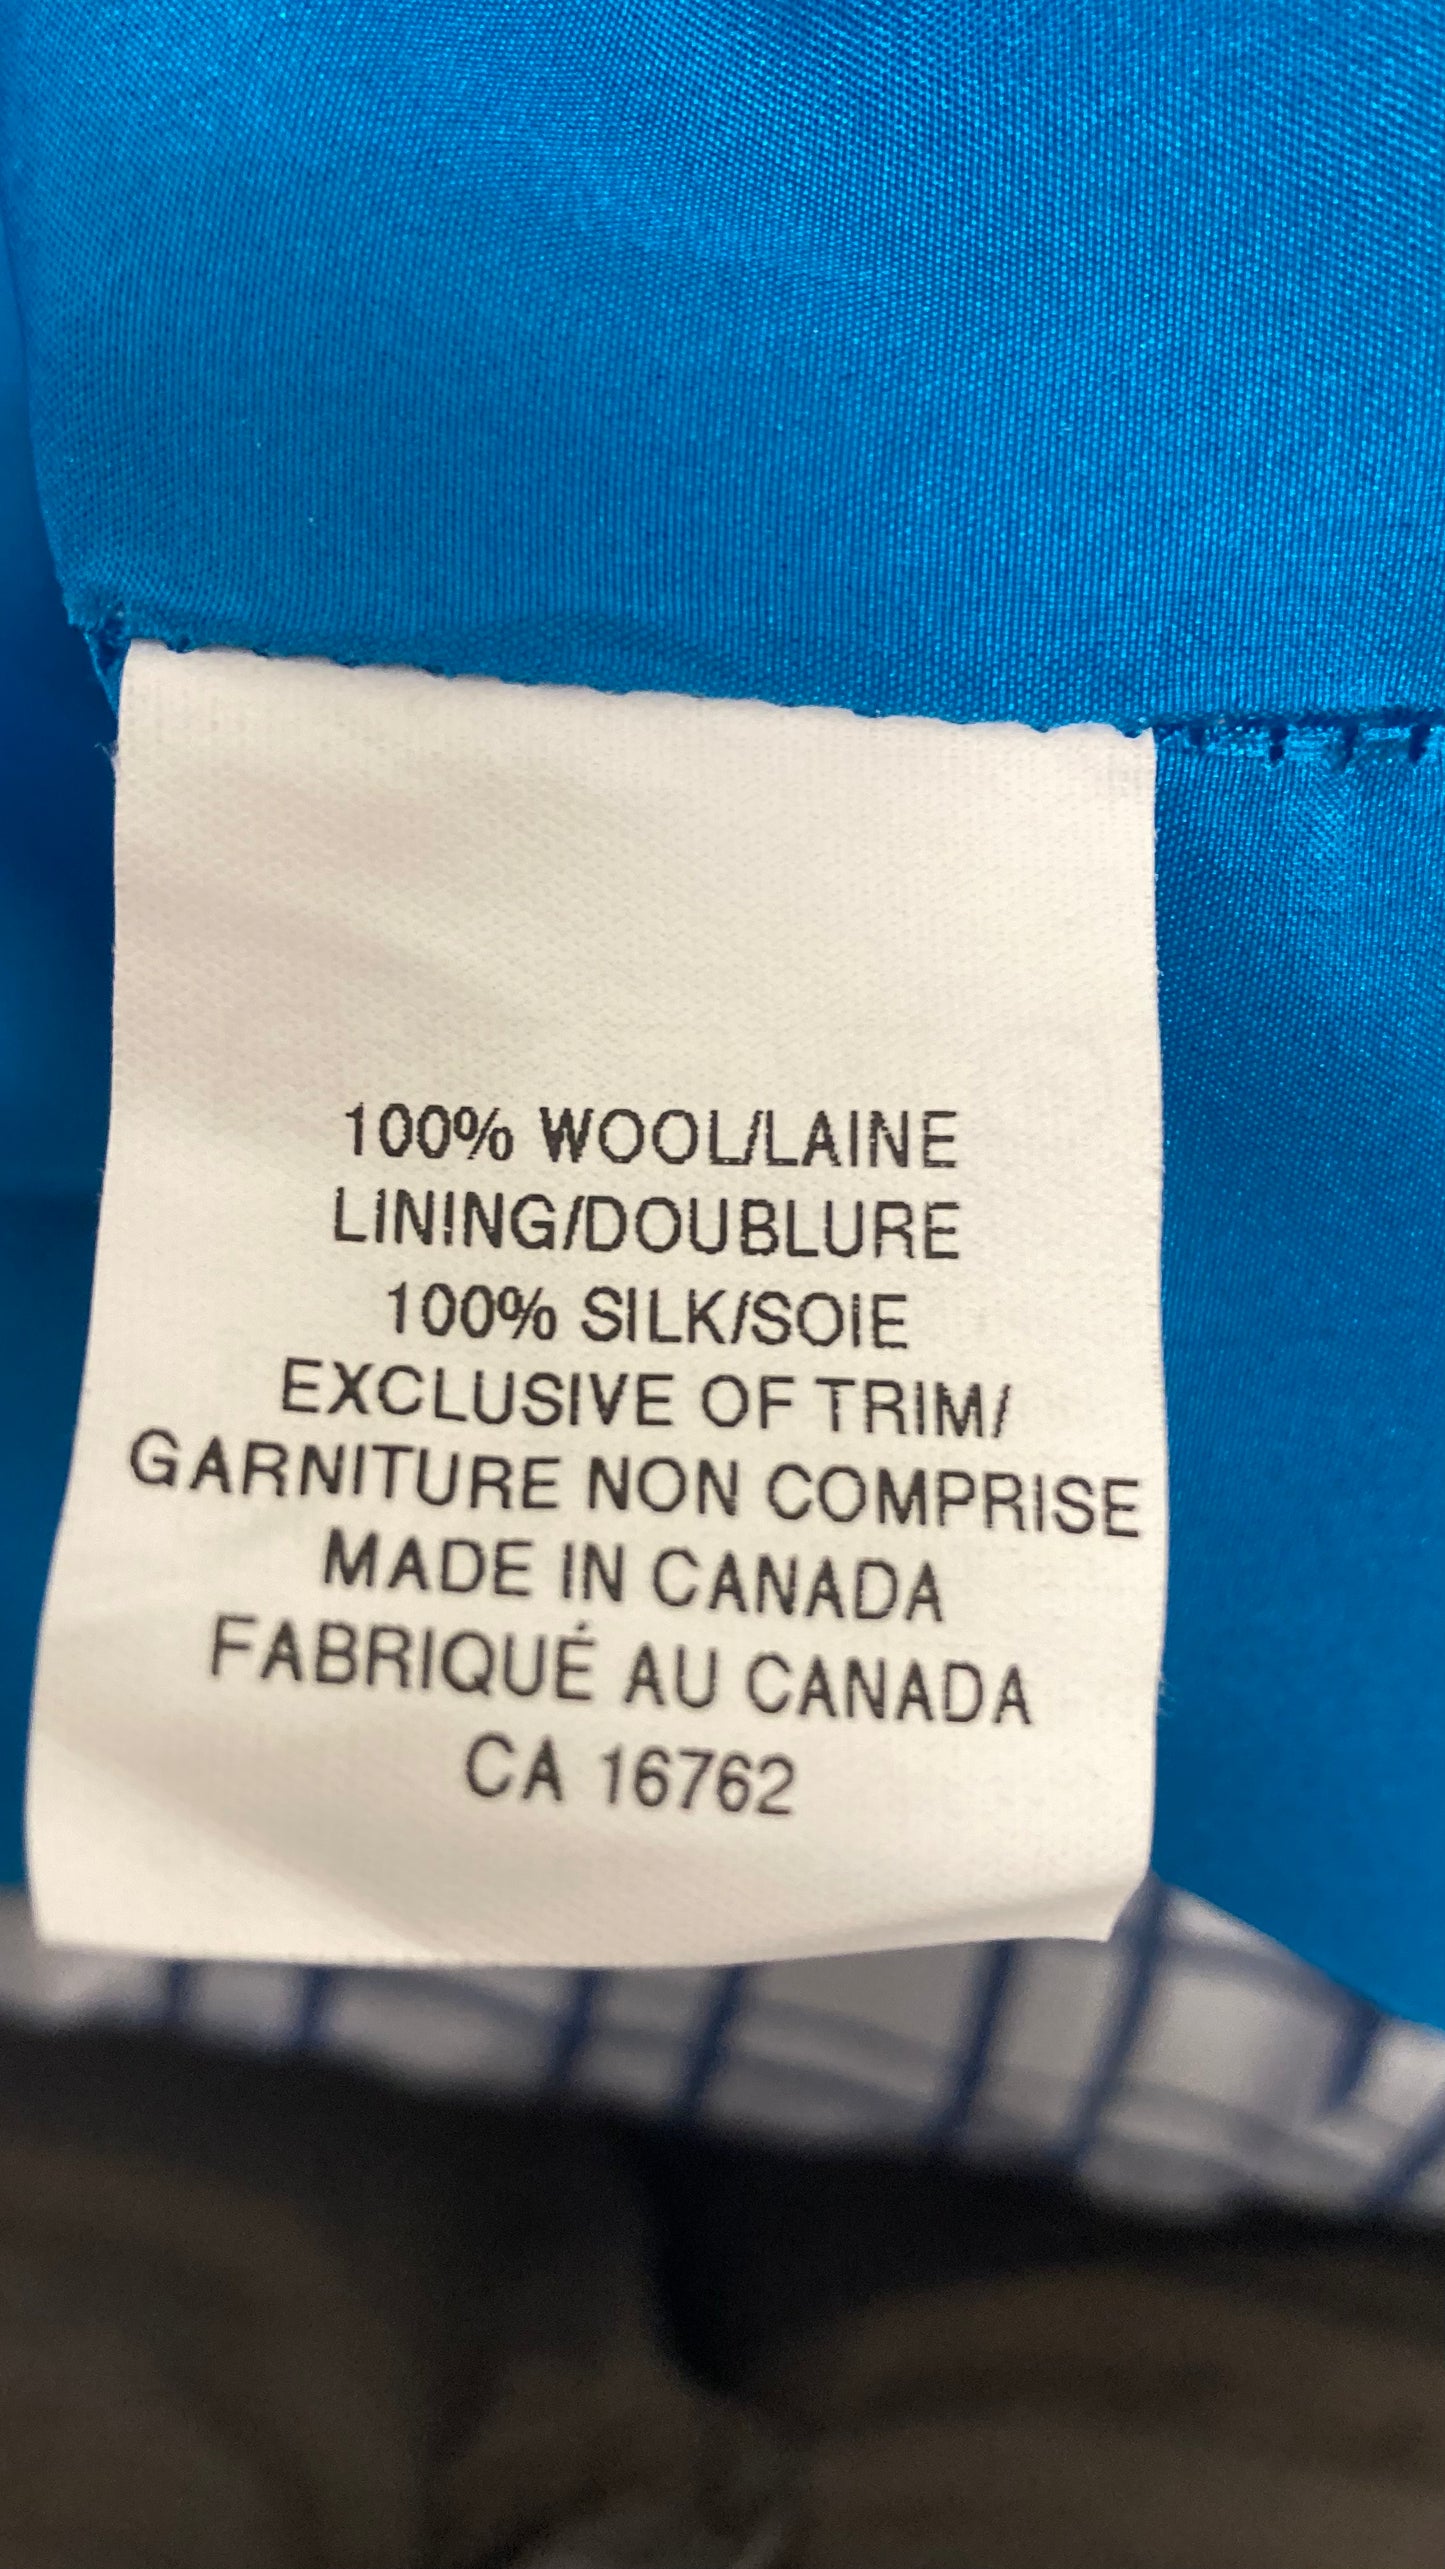 100% WOOL/LAINE
LINING/DOUBLURE
100% SILK/SOIE
EXCLUSIVE OF TRIM/
GARNITURE NON COMPRISE
MADE IN CANADA
FABRIQUÉ AU CANADA
CA 16762